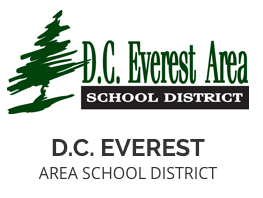 D.C. Everest Area
SCHOOL DISTRICT
D.C. EVEREST
AREA SCHOOL DISTRICT